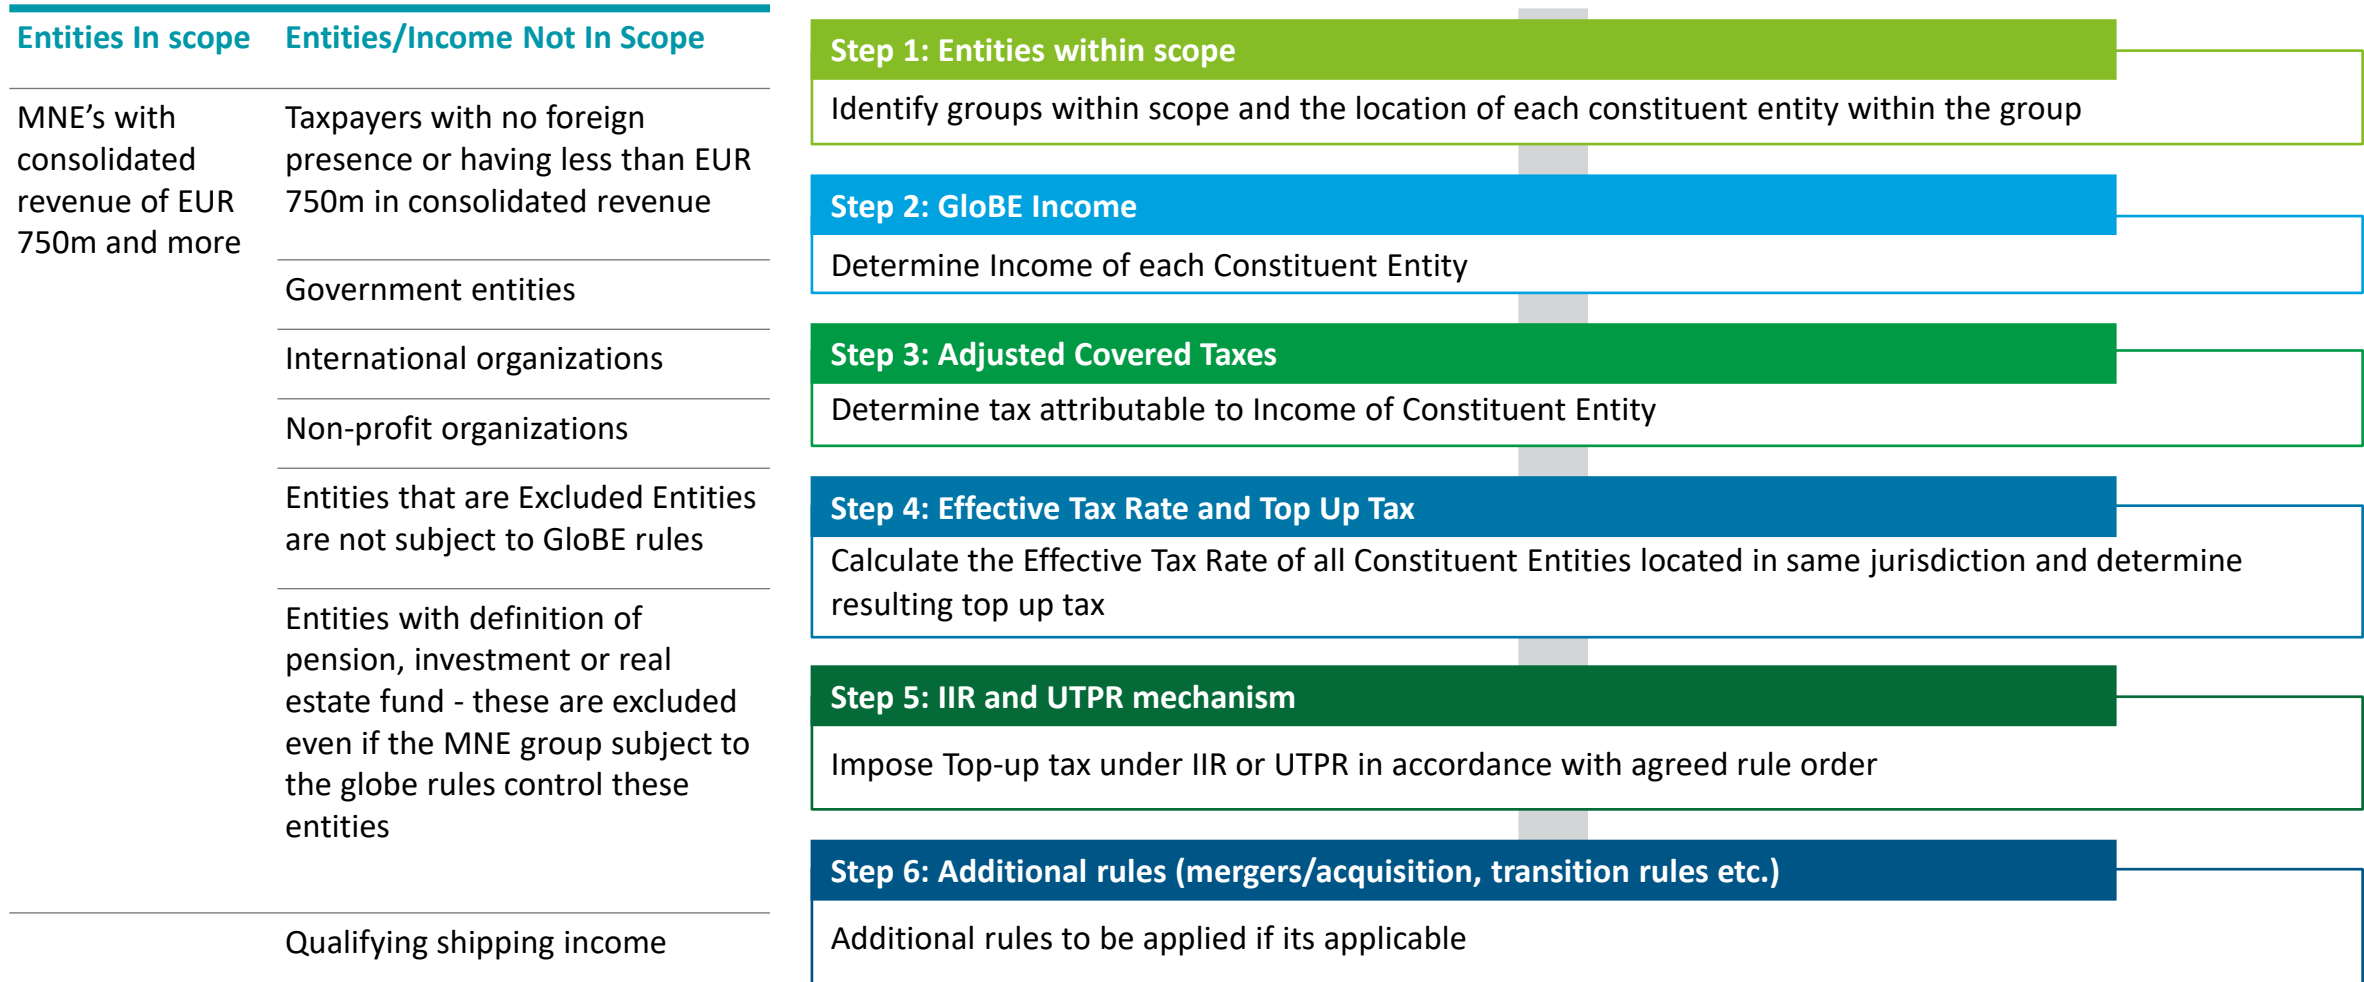 Entities In scope
Entities/Income Not In Scope
MNE's with
consolidated
revenue of EUR
750m and more
Taxpayers with no foreign
presence or having less than EUR
750m in consolidated revenue
Government entities
International organizations
Non-profit organizations
Entities that are Excluded Entities
are not subject to GloBE rules
Entities with definition of
pension, investment or real
estate fund - these are excluded
even if the MNE group subject to
the globe rules control these
entities
Qualifying shipping income
Step 1: Entities within scope
Identify groups within scope and the location of each constituent entity within the group
Step 2: GloBE Income
Determine Income of each Constituent Entity
Step 3: Adjusted Covered Taxes
Determine tax attributable to Income of Constituent Entity
Step 4: Effective Tax Rate and Top Up Tax
Calculate the Effective Tax Rate of all Constituent Entities located in same jurisdiction and determine
resulting top up tax
Step 5: IIR and UTPR mechanism
Impose Top-up tax under IIR or UTPR in accordance with agreed rule order
Step 6: Additional rules (mergers/acquisition, transition rules etc.)
Additional rules to be applied if its applicable